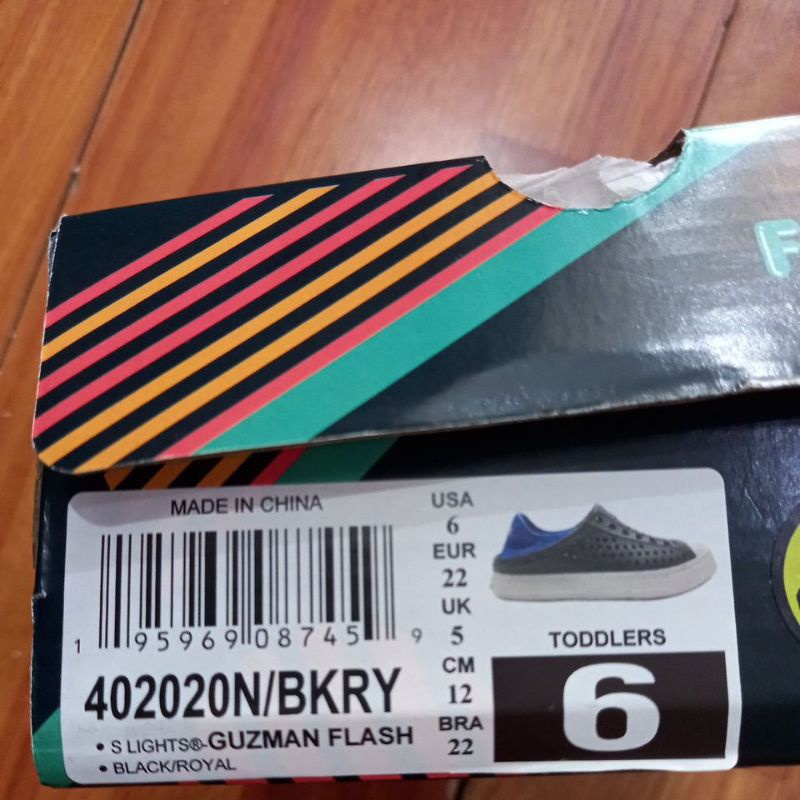 F
MADE IN CHINA
1 95969 08745 9
402020N/BKRY
• S LIGHTS®-GUZMAN FLASH
• BLACK/ROYAL
USA
6
EUR
22
UK
5
CM
12
BRA
22
TODDLERS
6